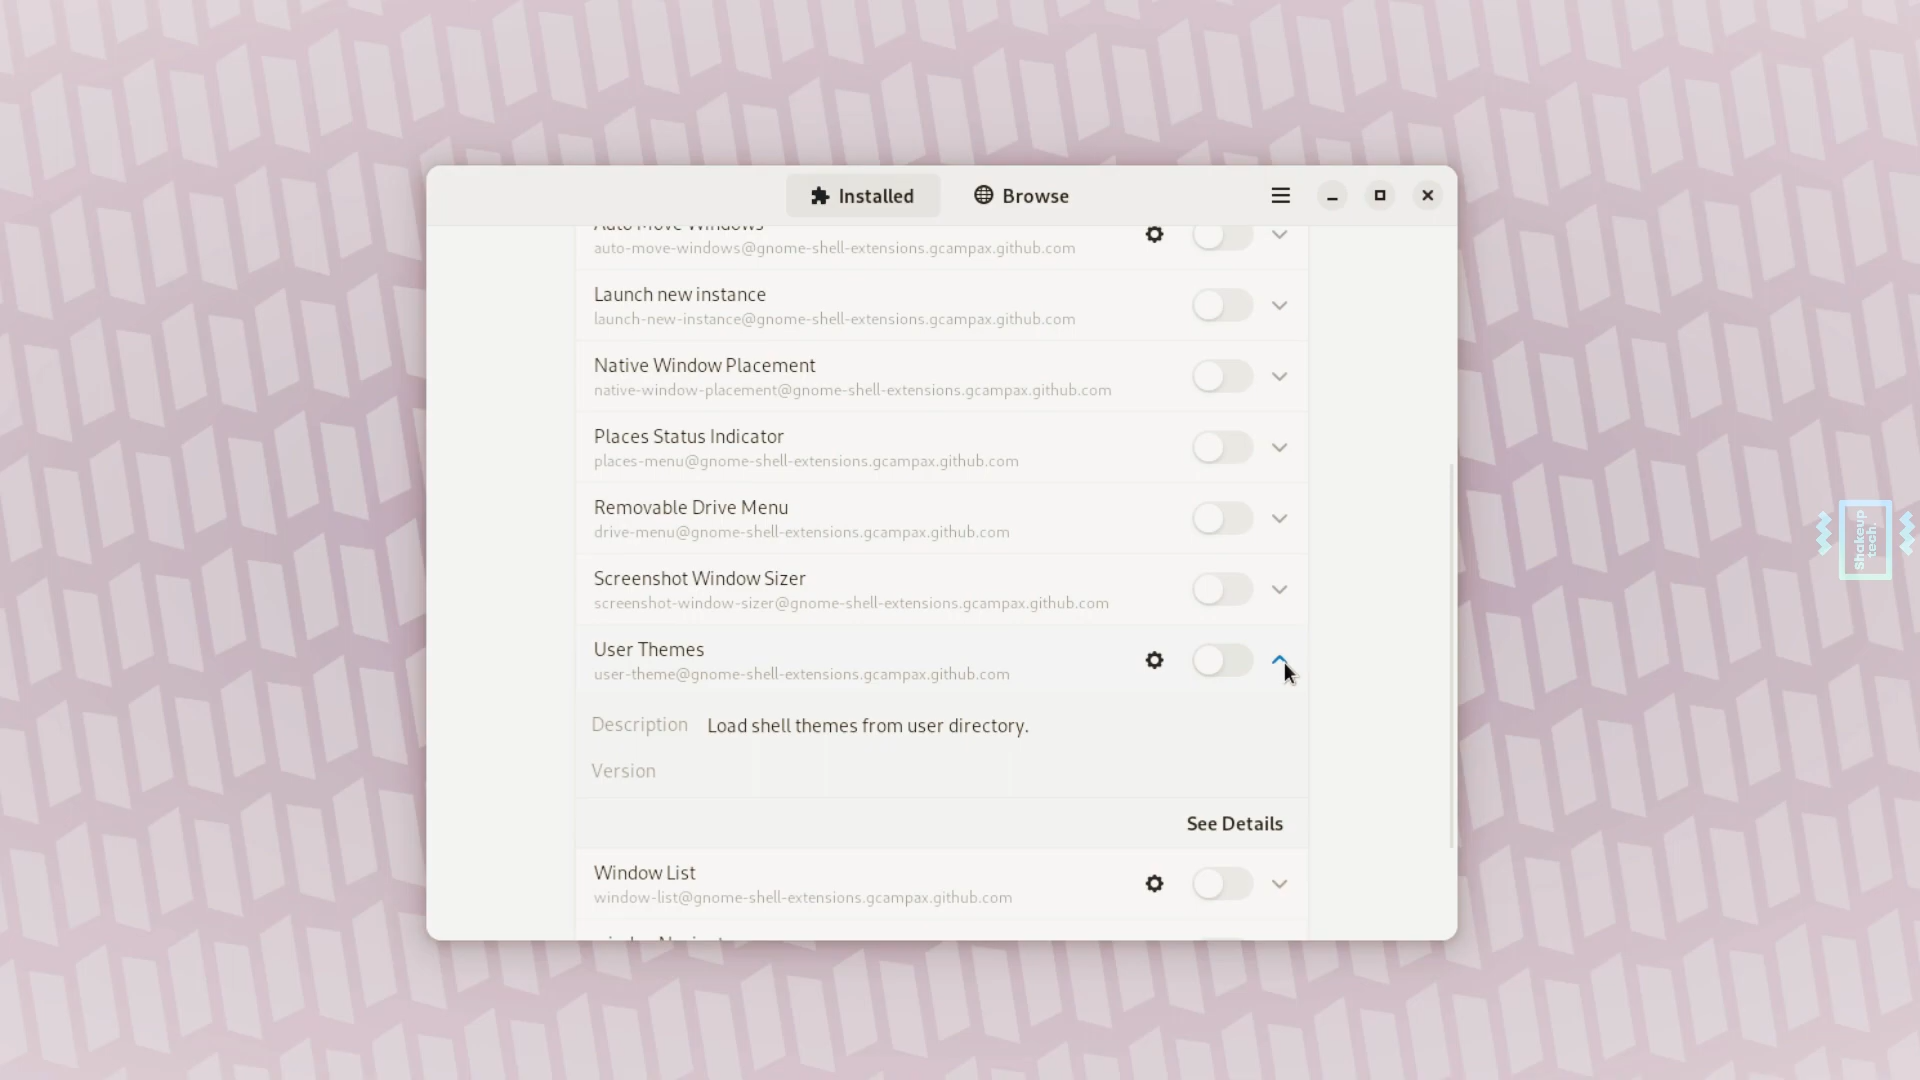 Installed
Browse
Auto Move Windows
auto-move-windows@gnome-shell-extensions.gcampax.github.com
Launch new instance
launch-new-instance@gnome-shell-extensions.gcampax.github.com
Native Window Placement
native-window-placement@gnome-shell-extensions.gcampax.github.com
Places Status Indicator
places-menu@gnome-shell-extensions.gcampax.github.com
Removable Drive Menu
drive-menu@gnome-shell-extensions.gcampax.github.com
Screenshot Window Sizer
screenshot-window-sizer@gnome-shell-extensions.gcampax.github.com
User Themes
user-theme@gnome-shell-extensions.gcampax.github.com
Description Load shell themes from user directory.
Version
See Details
Window List
window-list@gnome-shell-extensions.gcampax.github.com
Shakeup
tech.